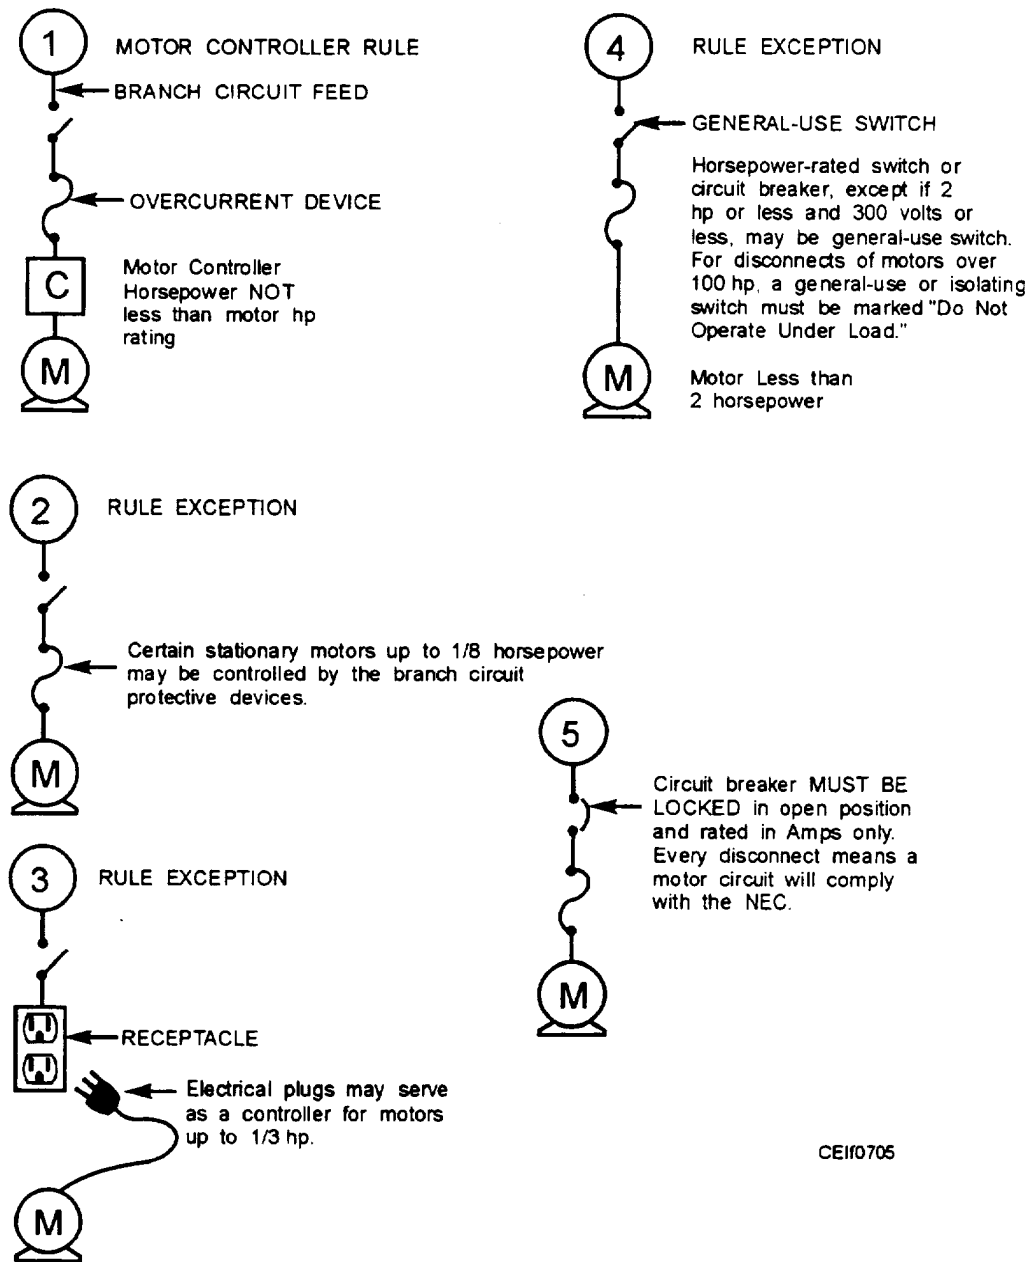 1
MOTOR CONTROLLER RULE
BRANCH CIRCUIT FEED
OVERCURRENT DEVICE
C
Motor Controller
Horsepower NOT
less than motor hp
rating
M
4
RULE EXCEPTION
GENERAL-USE SWITCH
Horsepower-rated switch or
circuit breaker, except if 2
hp or less and 300 volts or
less, may be general-use switch.
For disconnects of motors over
100 hp, a general-use or isolating
switch must be marked "Do Not
Operate Under Load."
M
Motor Less than
2 horsepower
2
RULE EXCEPTION
Certain stationary motors up to 1/8 horsepower
may be controlled by the branch circuit
protective devices.
M
3
RULE EXCEPTION
RECEPTACLE
Electrical plugs may serve
as a controller for motors
up to 1/3 hp.
M
5
Circuit breaker MUST BE
LOCKED in open position
and rated in Amps only.
Every disconnect means a
motor circuit will comply
with the NEC.
M
CEIf0705